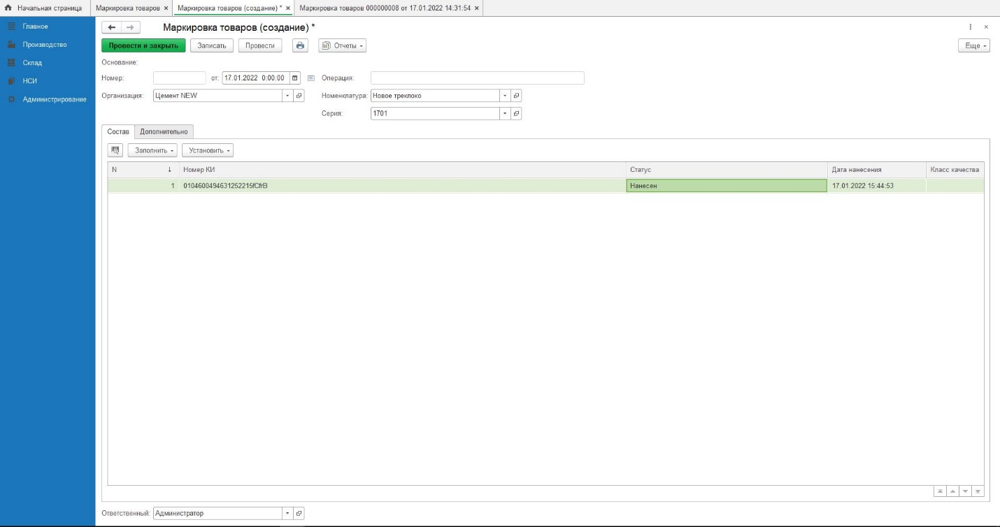 Начальная страница
Маркировка товаров
Маркировка товаров (создание) *
Маркировка товаров 000000008 от 17.01.2022 14:31:54
Главное
Производство
Склад
НСИ
Администрирование
Маркировка товаров (создание) *
Провести и закрыть Записать Провести Отчеты Еще
Основание:
Номер: от: 17.01.2022 0:00:00 Операция:
Организация: Цемент NEW Номенклатура: Новое треклоко
Серия: 1701
Состав Дополнительно
Заполнить Установить
N Номер КИ Статус Дата нанесения Класс качества
1 0104600494631252215fCfrB Нанесен 17.01.2022 15:44:53
Ответственный: Администратор